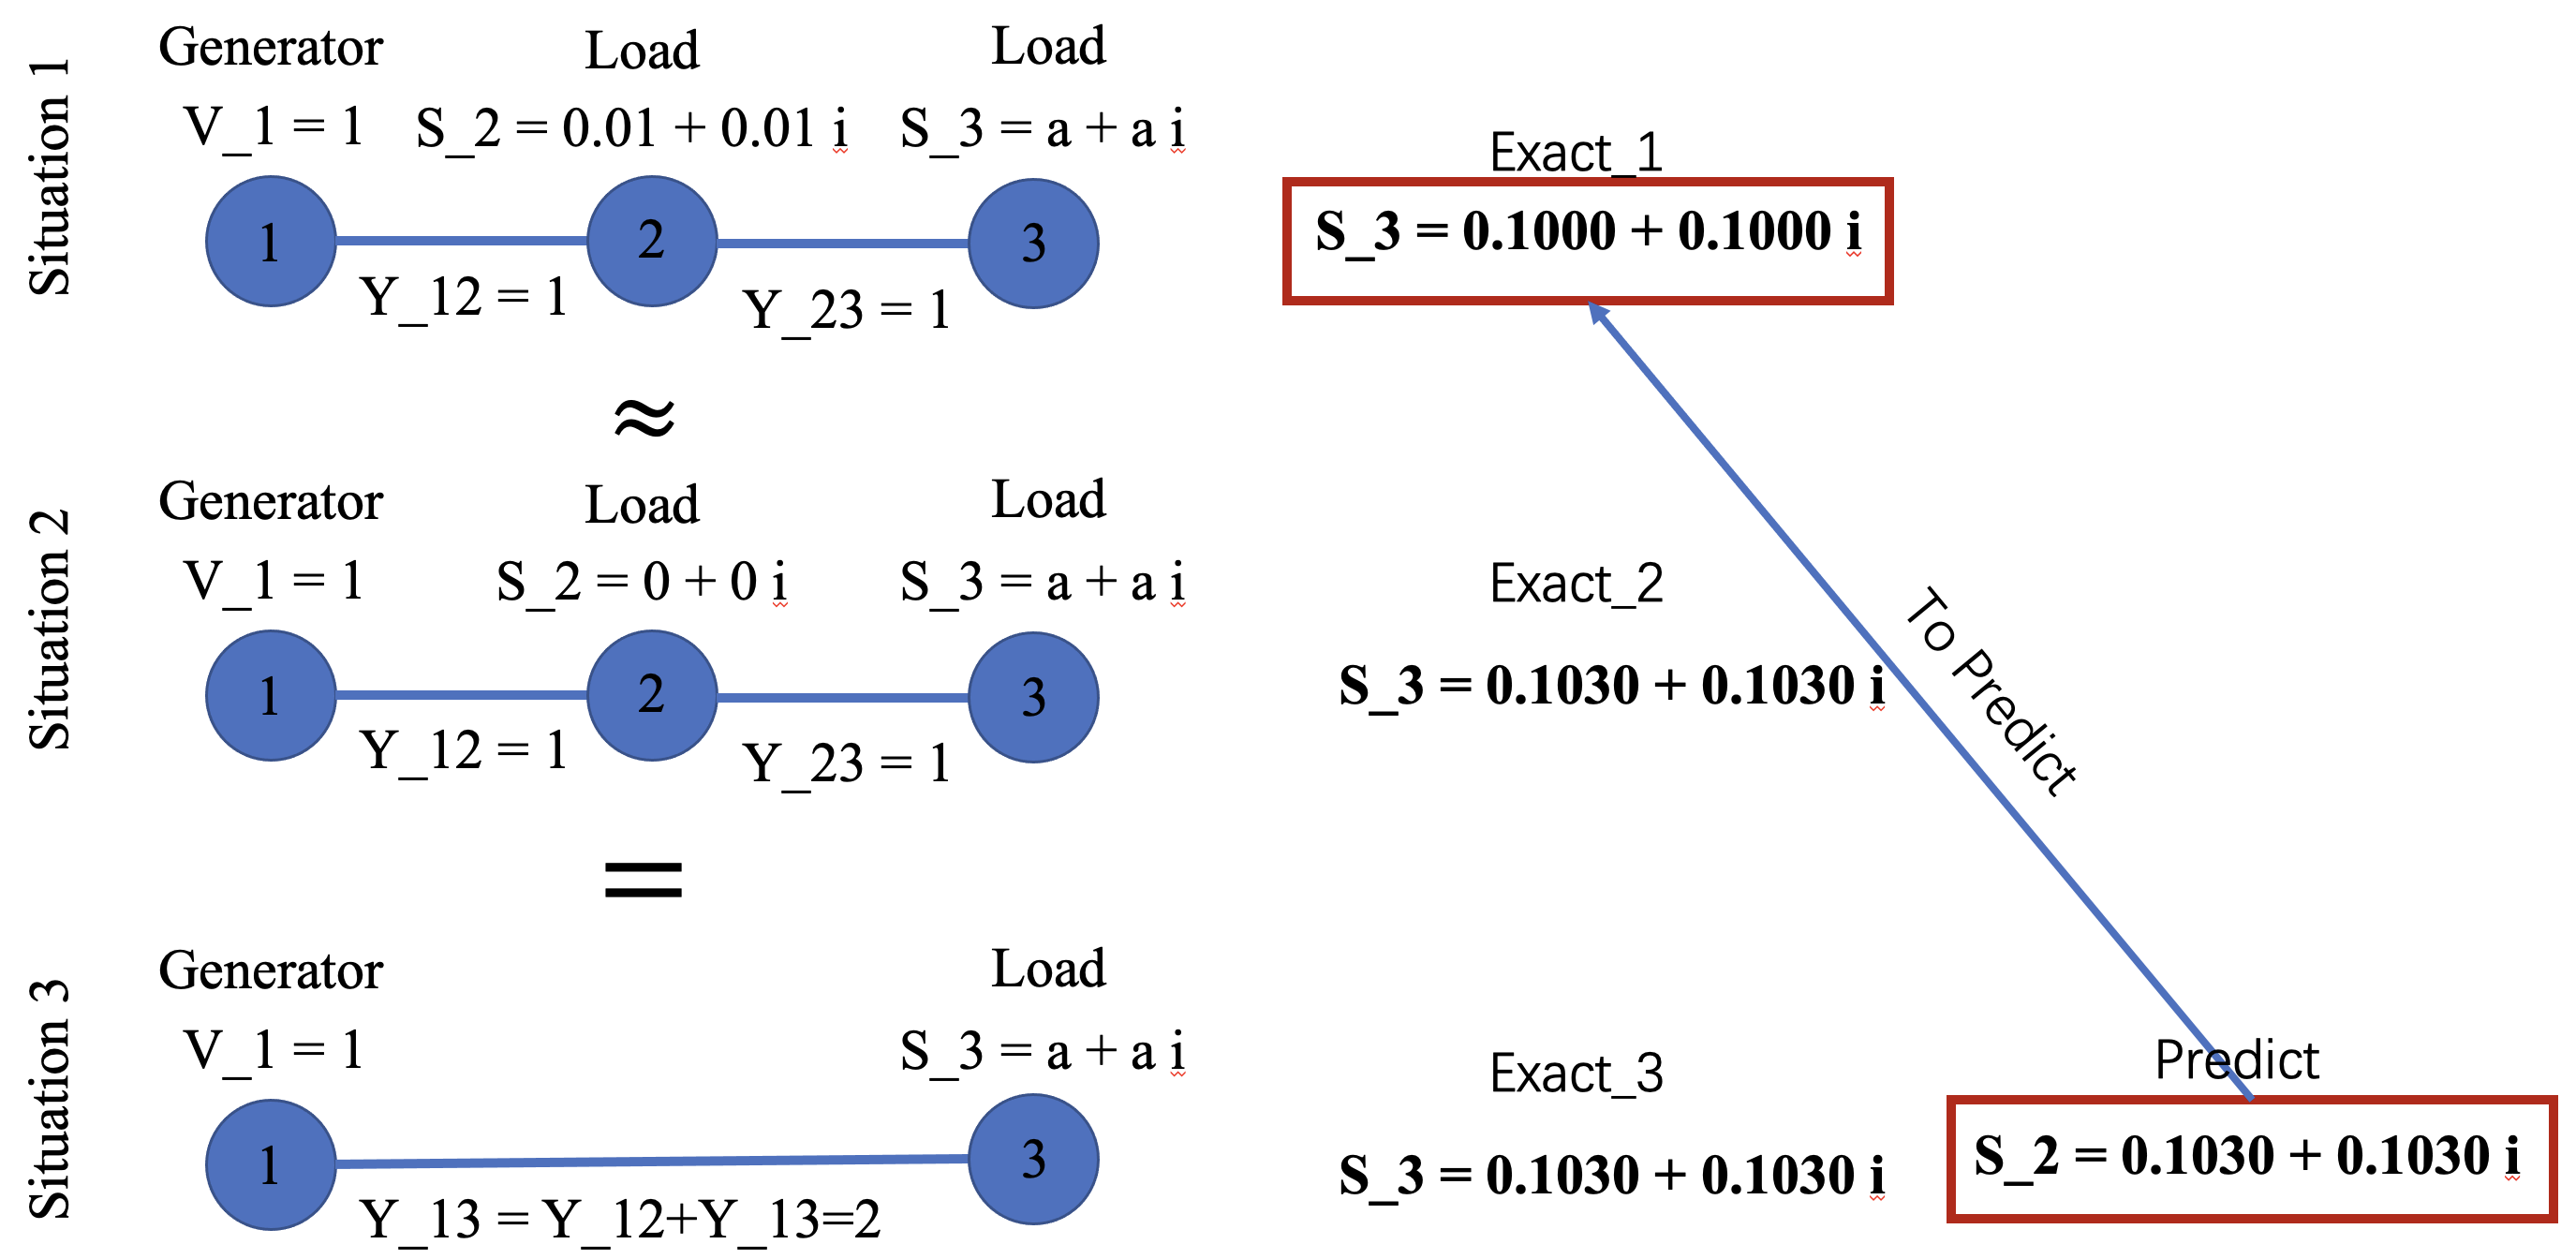 Situation 1
Generator
Load
Load
V_1 = 1
S_2 = 0.01 + 0.01 i
S_3 = a + a i
1
2
3
Y_12 = 1
Y_23 = 1
Exact_1
S_3 = 0.1000 + 0.1000 i
≈
Situation 2
Generator
Load
Load
V_1 = 1
S_2 = 0 + 0 i
S_3 = a + a i
1
2
3
Y_12 = 1
Y_23 = 1
Exact_2
S_3 = 0.1030 + 0.1030 i
To Predict
=
Situation 3
Generator
Load
V_1 = 1
S_3 = a + a i
1
3
Y_13 = Y_12+Y_13=2
Exact_3
S_3 = 0.1030 + 0.1030 i
Predict
S_2 = 0.1030 + 0.1030 i